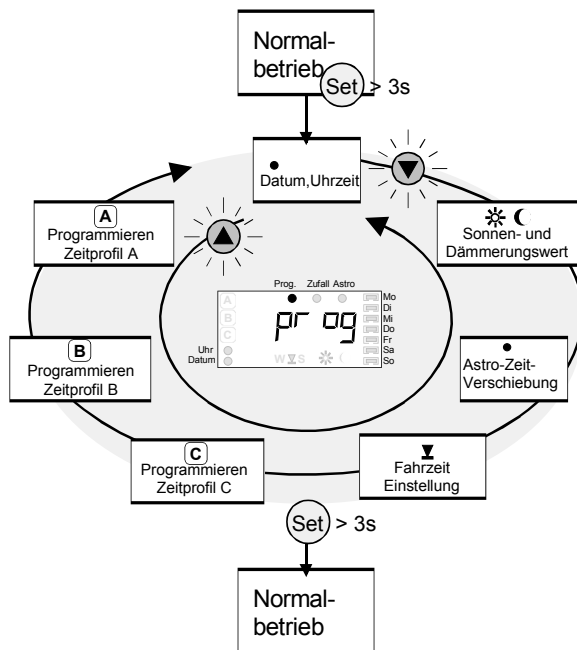 Normal-
betrieb
Set > 3s
Datum,Uhrzeit
A
Programmieren
Zeitprofil A
Sonnen- und
Dämmerungswert
Prog. Zufall Astro
A
B
C
pr og
Mo
Di
Mi
Do
Fr
Sa
So
Uhr
Datum
W S
B
Programmieren
Zeitprofil B
Astro-Zeit-
Verschiebung
C
Programmieren
Zeitprofil C
Fahrzeit
Einstellung
Set > 3s
Normal-
betrieb